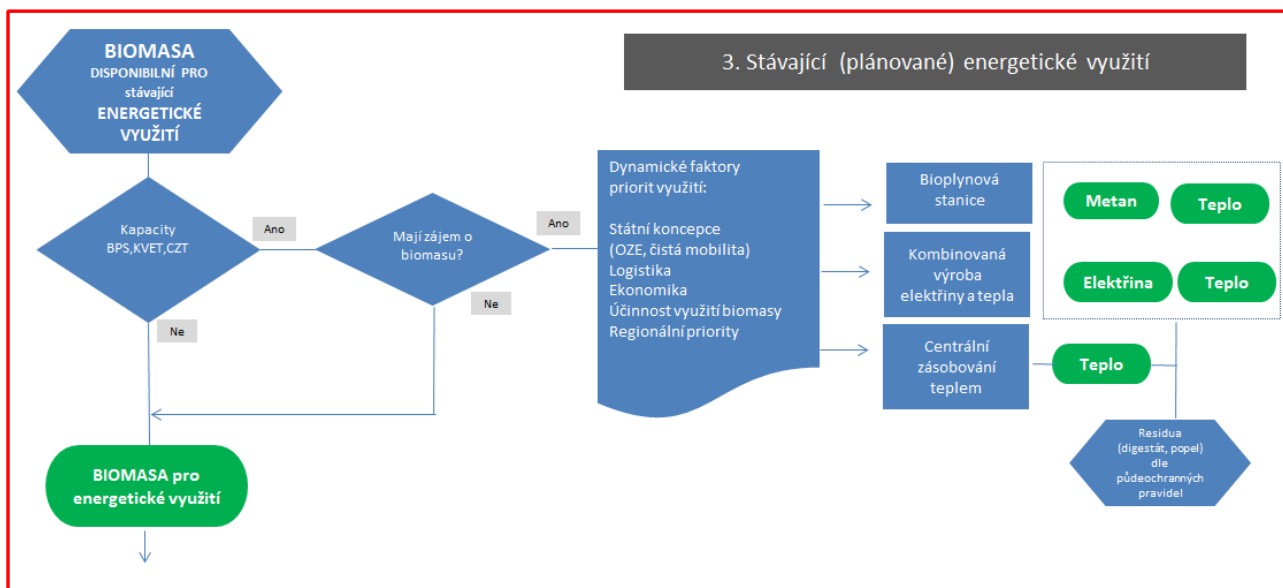 BIOMASA
DISPONIBILNÍ PRO
stávající
ENERGETICKÉ
VYUŽITÍ
3. Stávající (plánované) energetické využití
Kapacity
BPS,KVET,CZT
Ano
Ne
Mají zájem o
biomasu?
Ano
Ne
Dynamické faktory
priorit využití:
Státní koncepce
(OZE, čistá mobilita)
Logistika
Ekonomika
Účinnost využití biomasy
Regionální priority
Bioplynová
stanice
Kombinovaná
výroba
elektřiny a tepla
Centrální
zásobování
teplem
Metan
Teplo
Elektřina
Teplo
Teplo
Residua
(digestát, popel)
dle
půdeochranných
pravidel
BIOMASA pro
energetické využití